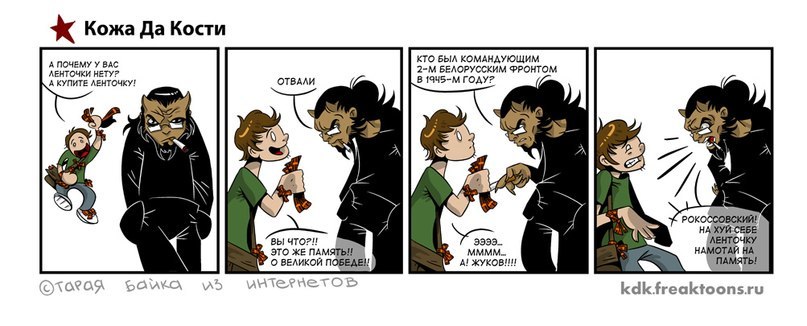 Кожа Да Кости
А ПОЧЕМУ У ВАС
ЛЕНТОЧКИ НЕТУ?
А КУПИТЕ ЛЕНТОЧКУ!
ОТВАЛИ
ВЫ ЧТО?!!
ЭТО ЖЕ ПАМЯТЬ!!
О ВЕЛИКОЙ ПОБЕДЕ!!
КТО БЫЛ КОМАНДУЮЩИМ
2-М БЕЛОРУССКИМ ФРОНТОМ
В 1945-М ГОДУ?
ЭЭЭЭ...
ММММ...
А! ЖУКОВ!!!!
РОКОССОВСКИЙ!
НА ХУЙ СЕБЕ
ЛЕНТОЧКУ
НАМОТАЙ НА
ПАМЯТЬ!
©тарая байка из интернетов
kdk.freaktoons.ru